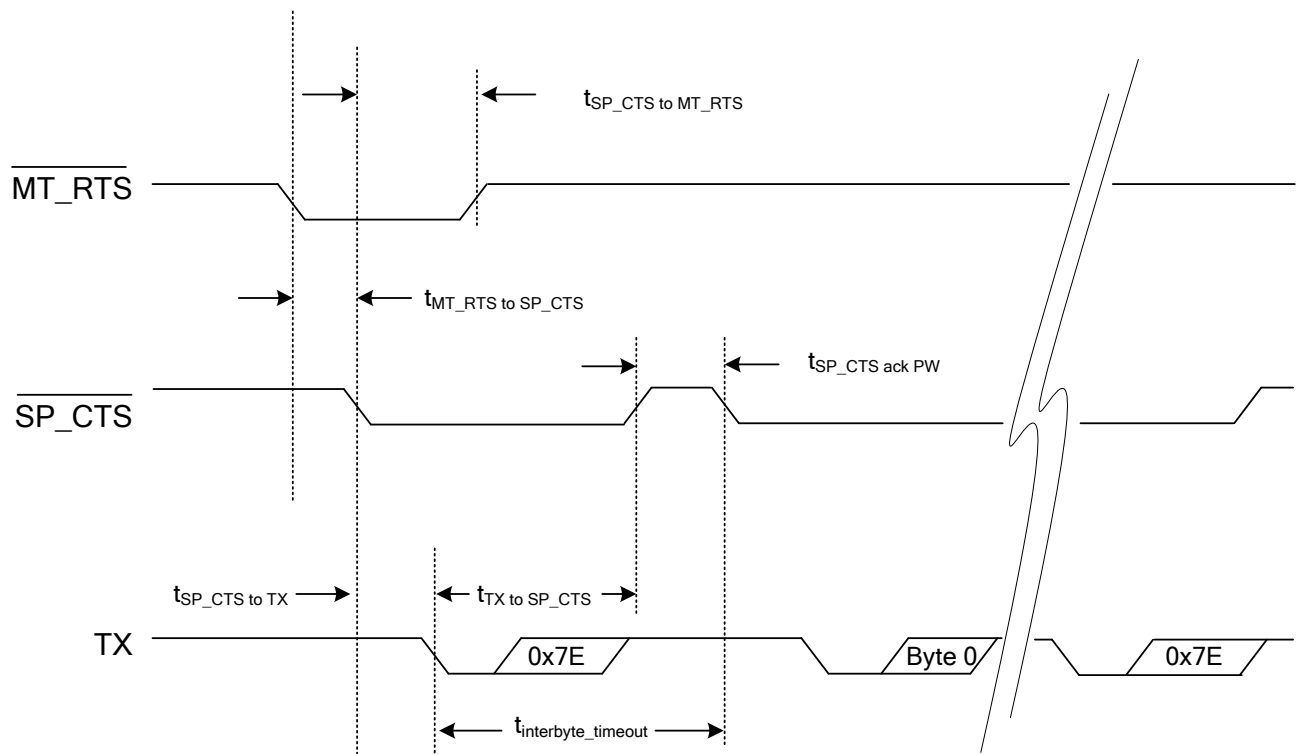 tSP_CTS to MT_RTS
MT_RTS
tMT_RTS to SP_CTS
tSP_CTS ack PW
SP_CTS
tSP_CTS to TX
tTX to SP_CTS
TX
0x7E
Byte 0
0x7E
tinterbyte_timeout